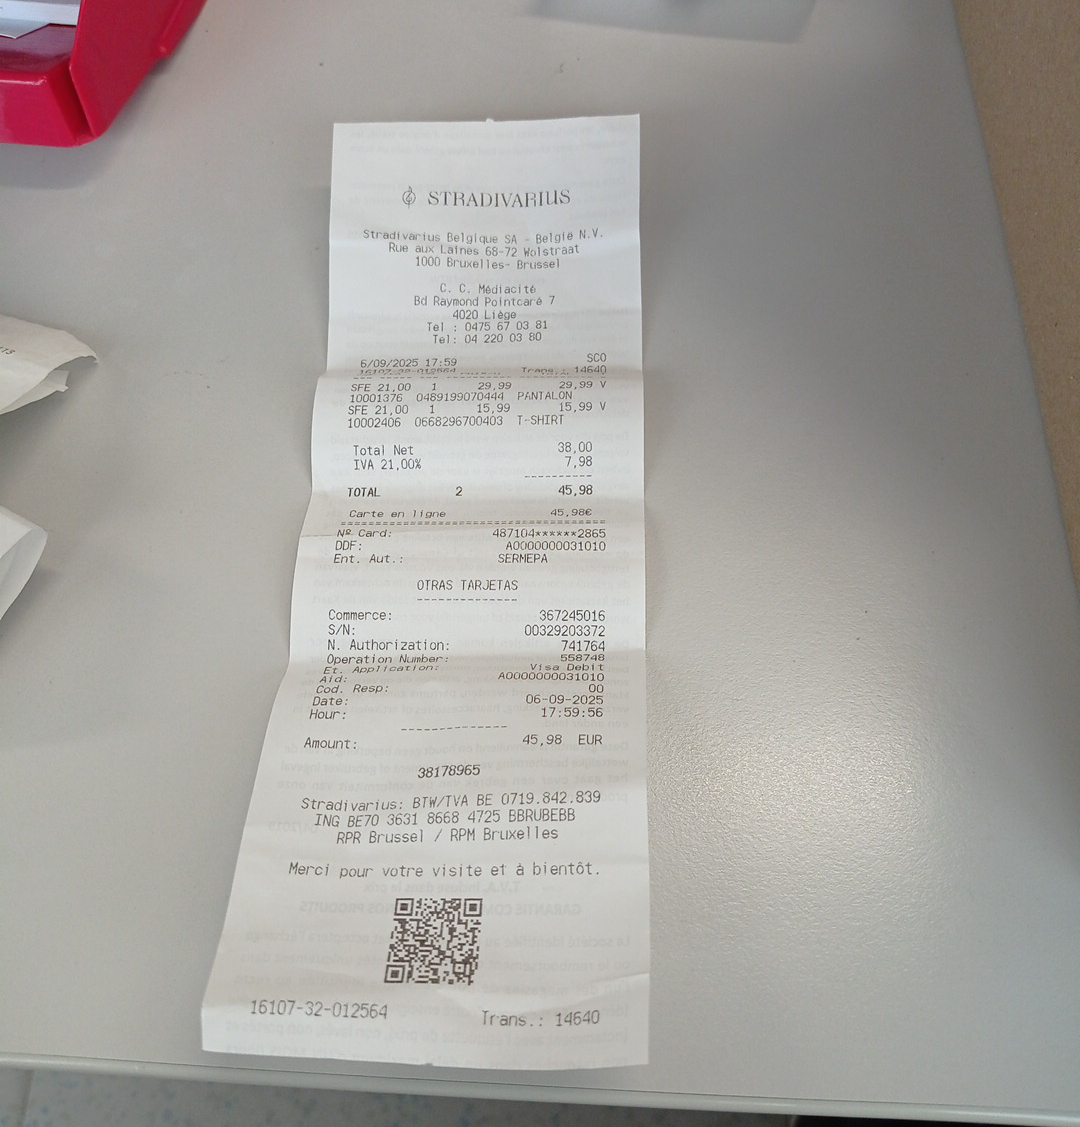 STRADIVARIUS
Stradivarius Belgique SA - België N.V.
Rue aux Laines 68-72 Wolstraat
1000 Bruxelles- Brussel
C. C. Médiacité
Bd Raymond Pointcaré 7
4020 Liège
Tel : 0475 67 03 81
Tel: 04 220 03 80
6/09/2025 17:59 SCO
16107-32-012564 Trans.: 14640
SFE 21,00 1 29,99 29,99 V
10001376 0489199070444 PANTALON
SFE 21,00 1 15,99 15,99 V
10002406 0668296700403 T-SHIRT
Total Net 38,00
IVA 21,00% 7,98
----------
TOTAL 2 45,98
Carte en ligne 45,98€
Nº Card: 487104******2865
DDF: A0000000031010
Ent. Aut.: SERMEPA
OTRAS TARJETAS
--------------
Commerce: 367245016
S/N: 00329203372
N. Authorization: 741764
Operation Number: 558748
Et. Application: Visa Debit
Aid: A0000000031010
Cod. Resp: 00
Date: 06-09-2025
Hour: 17:59:56
--------------
Amount: 45,98 EUR
38178965
Stradivarius: BTW/TVA BE 0719.842.839
ING BE70 3631 8668 4725 BBRUBEBB
RPR Brussel / RPM Bruxelles
Merci pour votre visite et à bientôt.
16107-32-012564 Trans.: 14640